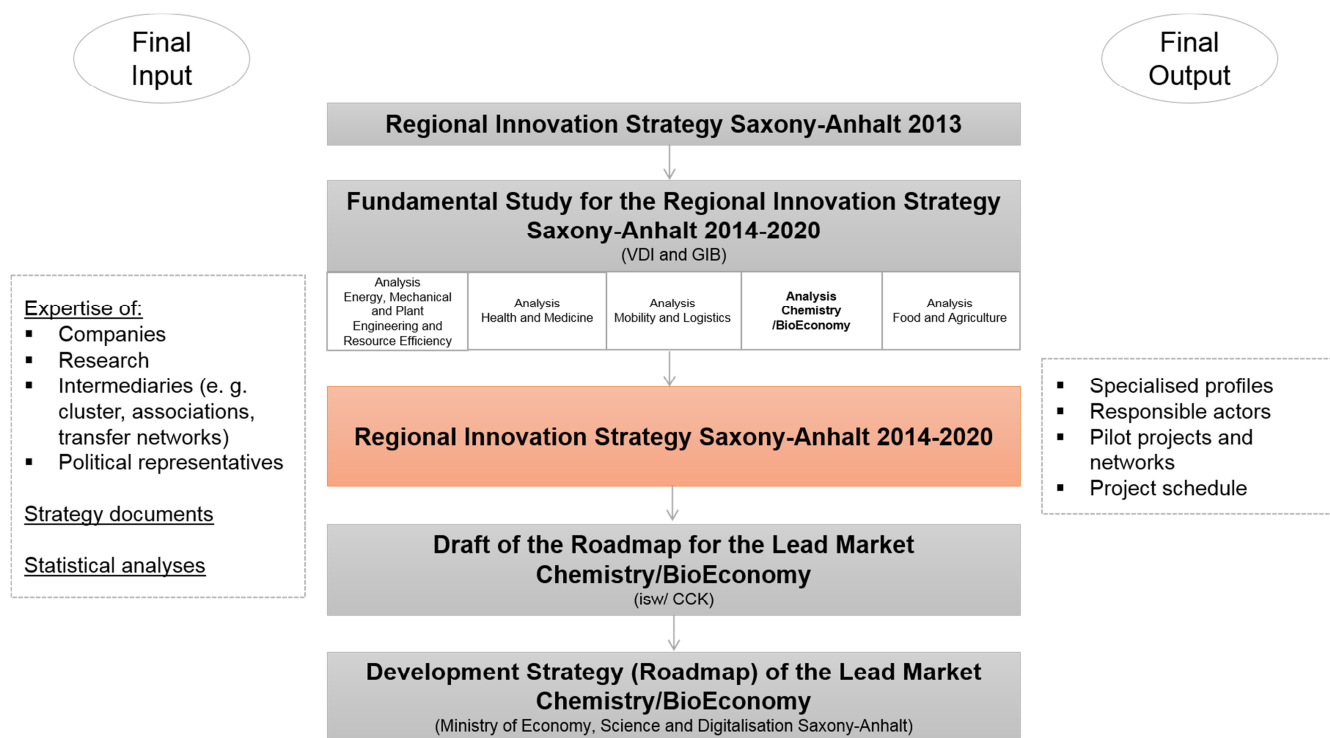 Final
Input
Final
Output
Regional Innovation Strategy Saxony-Anhalt 2013
Fundamental Study for the Regional Innovation Strategy
Saxony-Anhalt 2014-2020
(VDI and GIB)
Analysis
Energy, Mechanical
and Plant
Engineering and
Resource Efficiency
Analysis
Health and Medicine
Analysis
Mobility and Logistics
Analysis
Chemistry
/BioEconomy
Analysis
Food and Agriculture
Expertise of:
▪ Companies
▪ Research
▪ Intermediaries (e. g.
cluster, associations,
transfer networks)
▪ Political representatives
Strategy documents
Statistical analyses
Regional Innovation Strategy Saxony-Anhalt 2014-2020
▪ Specialised profiles
▪ Responsible actors
▪ Pilot projects and
networks
▪ Project schedule
Draft of the Roadmap for the Lead Market
Chemistry/BioEconomy
(isw/ CCK)
Development Strategy (Roadmap) of the Lead Market
Chemistry/BioEconomy
(Ministry of Economy, Science and Digitalisation Saxony-Anhalt)